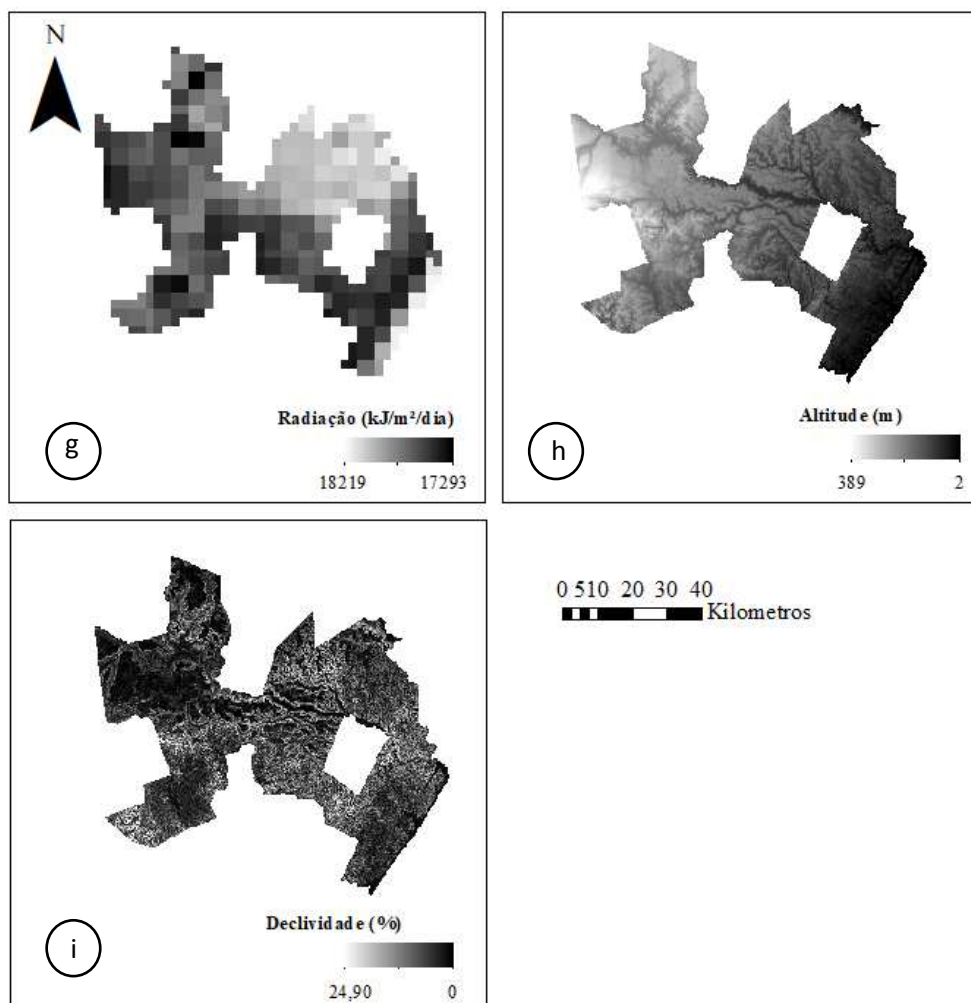 N
Radiação (kJ/m²/dia)
18219 17293
g
Altitude (m)
389 2
h
0 510 20 30 40
Kilometros
Declividade (%)
24,90 0
i